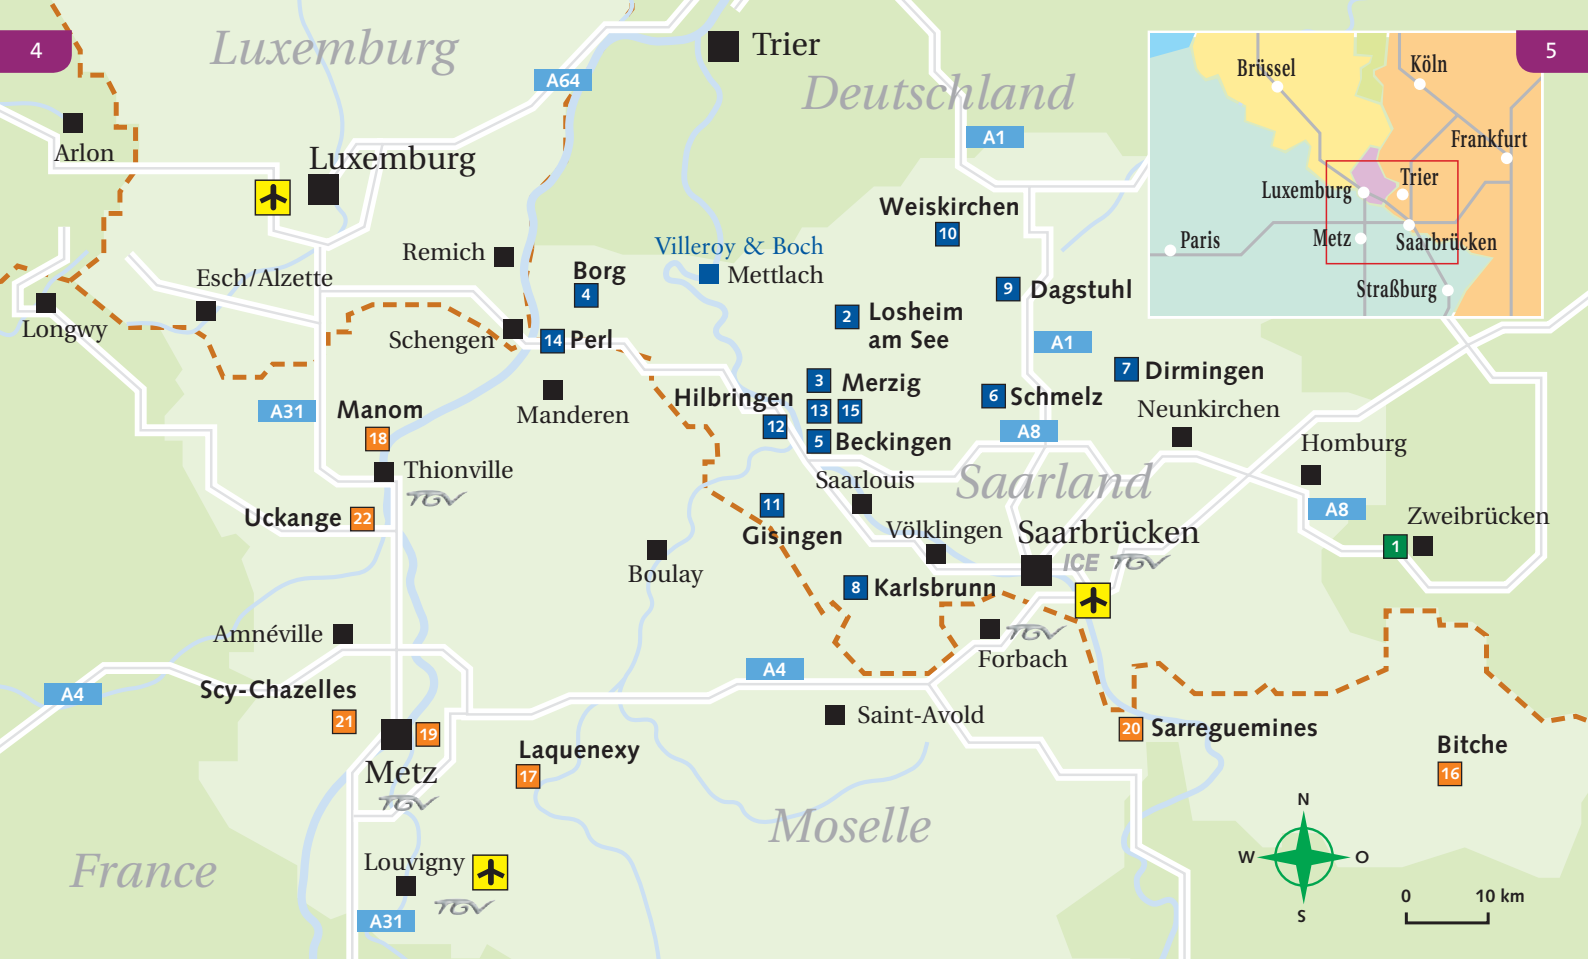 4
5
Luxemburg
Trier
A64
Deutschland
A1
Arlon
Luxemburg
Brüssel
Köln
Frankfurt
Trier
Luxemburg
Metz
Saarbrücken
Paris
Straßburg
Weiskirchen
10
Remich
Villeroy & Boch
Mettlach
Borg
4
Esch/Alzette
9 Dagstuhl
Longwy
Schengen
14 Perl
2 Losheim
am See
A1
7 Dirmingen
3 Merzig
13 15
6 Schmelz
Hilbringen
12
5 Beckingen
A31
Manom
18
Manderen
Neunkirchen
A8
Homburg
Thionville
TGV
Saarlouis
Saarland
A8
Uckange 22
11
Gisingen
Völklingen
Saarbrücken
ICE TGV
Zweibrücken
1
Boulay
8 Karlsbrunn
Amnéville
TGV
Forbach
A4
A4
Scy-Chazelles
21
19
Metz
TGV
Saint-Avold
20 Sarreguemines
Laquenexy
17
Bitche
16
Moselle
France
Louvigny
TGV
A31
N
W
O
S
0
10 km